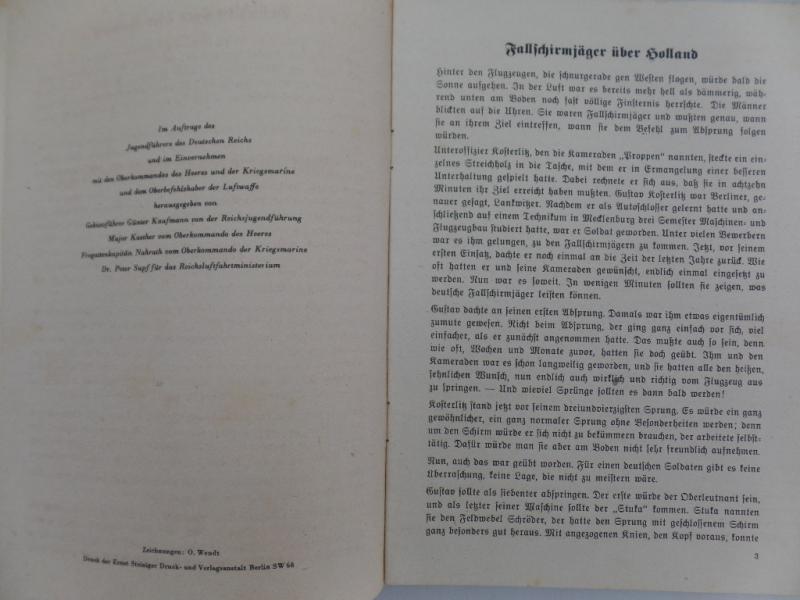 Im Auftrage des
Jugendführers des Deutschen Reichs
und im Einvernehmen
mit den Oberkommandos des Heeres und der Kriegsmarine
und dem Oberbefehlshaber der Luftwaffe
herausgegeben von
Gebietsführer Günter Kaufmann von der Reichsjugendführung
Major Kaether vom Oberkommando des Heeres
Fregattenkapitän Nahrath vom Oberkommando der Kriegsmarine
Dr. Peter Supf für das Reichsluftfahrtministerium
Zeichnungen: O. Wendt
Druck der Ernst Steiniger Druck- und Verlagsanstalt Berlin SW 68
Fallschirmjäger über Holland
Hinter den Flugzeugen, die schnurgerade gen Westen flogen, würde bald die
Sonne aufgehen. In der Luft war es bereits mehr hell als dämmerig, wäh-
rend unten am Boden noch fast völlige Finsternis herrschte. Die Männer
blickten auf die Uhren. Sie waren Fallschirmjäger und wußten genau, wann
sie an ihrem Ziel eintreffen, wann sie dem Befehl zum Absprung folgen
würden.
Unteroffizier Kosterlitz, den die Kameraden „Proppen" nannten, steckte ein ein-
zelnes Streichholz in die Tasche, mit dem er in Ermangelung einer besseren
Unterhaltung gespielt hatte. Dabei rechnete er sich aus, daß sie in achtzehn
Minuten ihr Ziel erreicht haben mußten. Gustav Kosterlitz war Berliner, ge-
nauer gesagt, Lankwitzer. Nachdem er als Autoschlosser gelernt hatte und an-
schließend auf einem Technikum in Mecklenburg drei Semester Maschinen- und
Flugzeugbau studiert hatte, war er Soldat geworden. Unter vielen Bewerbern
war es ihm gelungen, zu den Fallschirmjägern zu kommen. Jetzt, vor seinem
ersten Einsatz, dachte er noch einmal an die Zeit der letzten Jahre zurück. Wie
oft hatten er und seine Kameraden gewünscht, endlich einmal eingesetzt zu
werden. Nun war es soweit. In wenigen Minuten sollten sie zeigen, was
deutsche Fallschirmjäger leisten können.
Gustav dachte an seinen ersten Absprung. Damals war ihm etwas eigentümlich
zumute gewesen. Nicht beim Absprung, der ging ganz einfach vor sich, viel
einfacher, als er zunächst angenommen hatte. Das mußte auch so sein, denn
wie oft, Wochen und Monate zuvor, hatten sie doch geübt. Ihm und den
Kameraden war es schon langweilig geworden, und sie hatten alle den heißen,
sehnlichen Wunsch, nun endlich auch wirklich und richtig vom Flugzeug aus
zu springen. — Und wieviel Sprünge sollten es dann bald werden!
Kosterlitz stand jetzt vor seinem dreiundvierzigsten Sprung. Es würde ein ganz
gewöhnlicher, ein ganz normaler Sprung ohne Besonderheiten werden; denn
um den Schirm würde er sich nicht zu bekümmern brauchen, der arbeitete selbst-
tätig. Dafür würde man sie aber am Boden nicht sehr freundlich aufnehmen.
Nun, auch das war geübt worden. Für einen deutschen Soldaten gibt es keine
Überraschung, keine Lage, die nicht zu meistern wäre.
Gustav sollte als siebenter abspringen. Der erste würde der Oberleutnant sein,
und als letzter seiner Maschine sollte der „Stuka" kommen. Stuka nannten
sie den Feldwebel Schröder, der hatte den Sprung mit geschlossenem Schirm
ganz besonders gut heraus. Mit angezogenen Knien, den Kopf voraus, konnte
3